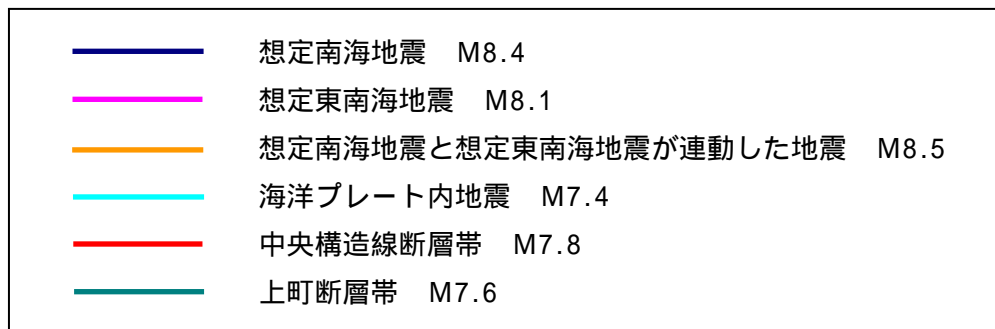 想定南海地震　M8.4
想定東南海地震　M8.1
想定南海地震と想定東南海地震が連動した地震　M8.5
海洋プレート内地震　M7.4
中央構造線断層帯　M7.8
上町断層帯　M7.6